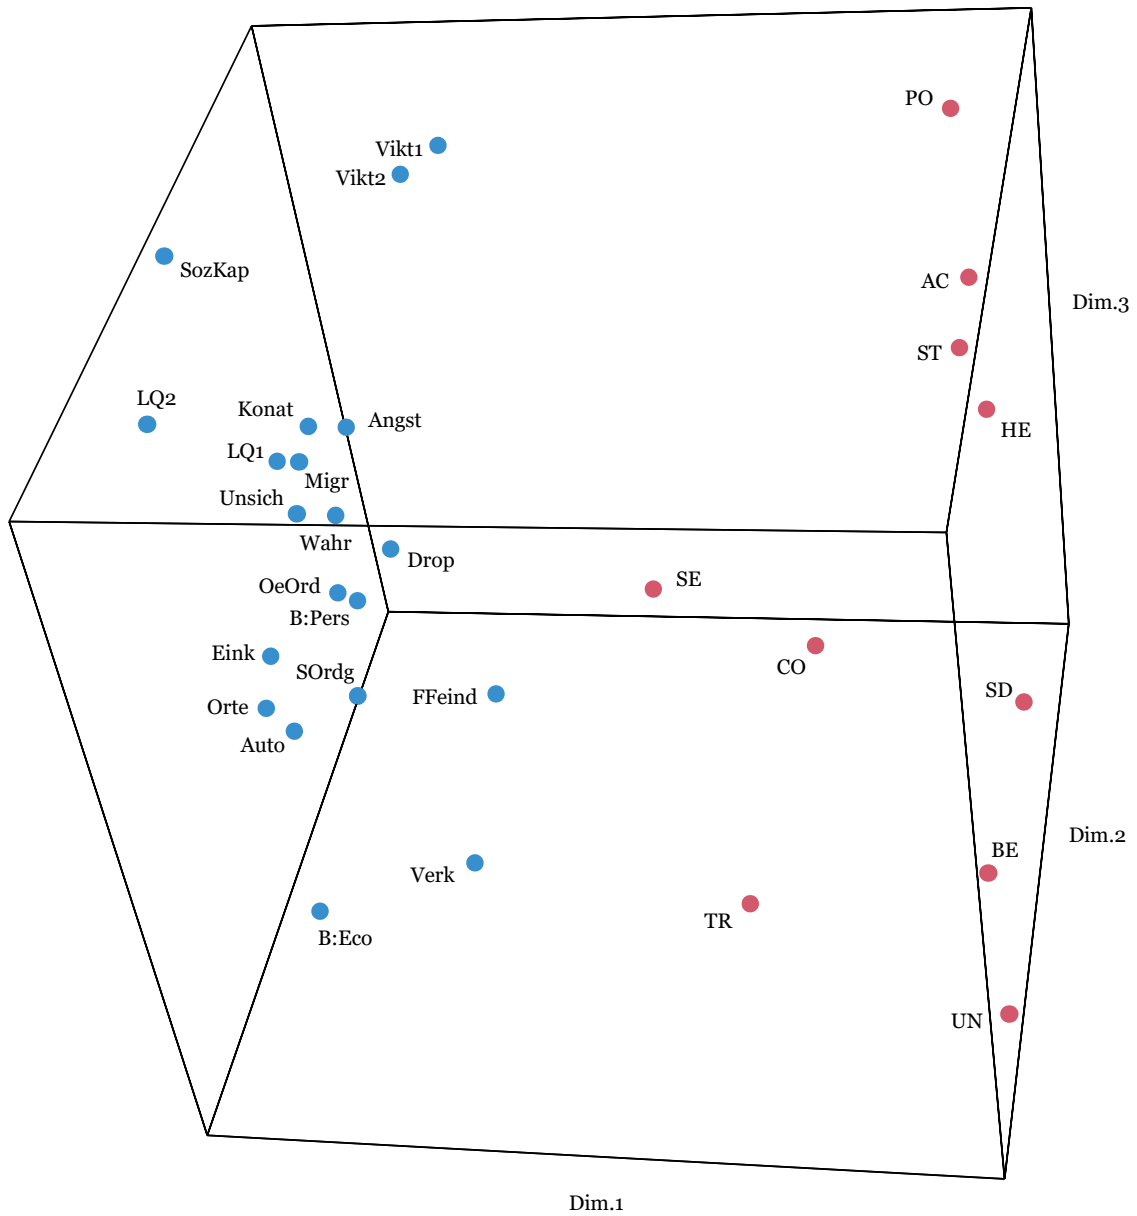 PO
Vikt1
Vikt2
SozKap
AC
Dim.3
ST
LQ2
Konat
Angst
HE
LQ1
Migr
Unsich
Wahr
Drop
SE
OeOrd
B:Pers
Eink
SOrdg
CO
SD
FFeind
Orte
Auto
Dim.2
BE
Verk
TR
B:Eco
UN
Dim.1